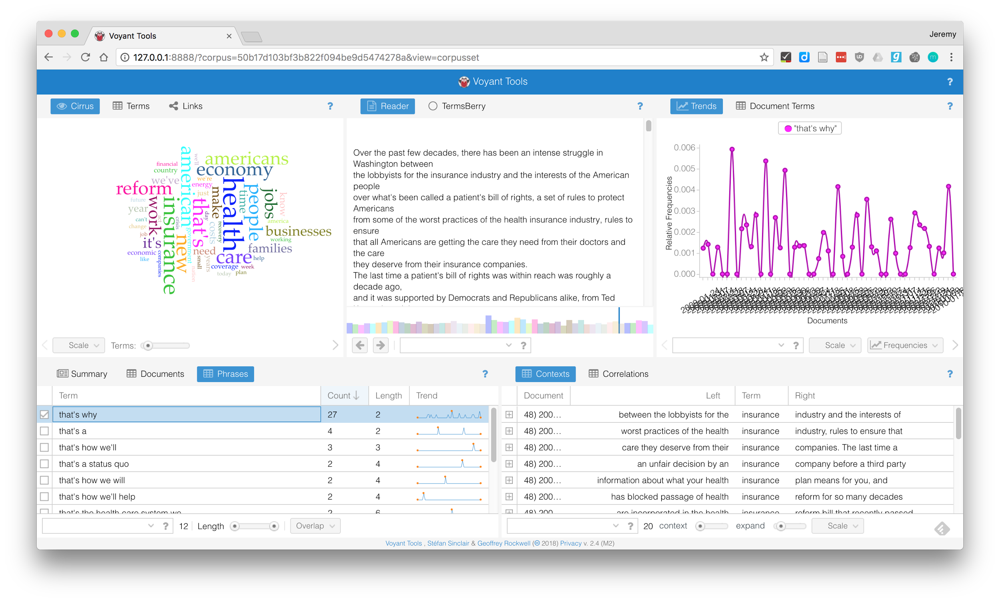 Voyant Tools
Jeremy
127.0.0.1:8888/?corpus=50b17d103bf3b822f094be9d5474278a&view=corpusset
Voyant Tools ?
Cirrus Terms Links ?
Reader TermsBerry ?
Trends Document Terms ?
american
we'll
americans
financial
country
economy
we've
we're
energy
reform
just
health
people
jobs
know
time
make
future
work
insurance
that's
year
day
act
crisis
can't
change
job
costs
recovery
america
businesses
working
it's
new
government
families
need
economic
like
companies
care
help
small
years
coverage
week
nation
today
plan
Over the past few decades, there has been an intense struggle in
Washington between
the lobbyists for the insurance industry and the interests of the American
people
over what's been called a patient's bill of rights, a set of rules to protect
Americans
from some of the worst practices of the health insurance industry, rules to
ensure
that all Americans are getting the care they need from their doctors and
the care
they deserve from their insurance companies.
The last time a patient's bill of rights was within reach was roughly a
decade ago,
and it was supported by Democrats and Republicans alike, from Ted
"that's why"
Relative Frequencies
0.006
0.005
0.004
0.003
0.002
0.001
0.000
Documents
Scale Terms:
?
? Scale Frequencies
Summary Documents Phrases ?
Term Count Length Trend
that's why 27 2
that's a 4 2
that's how we'll 3 3
that's a status quo 2 4
that's how we will 2 4
that's how we'll help 2 4
that's the health care system we 2 6
? 12 Length Overlap
Contexts Correlations ?
Document Left Term Right
48) 200... between the lobbyists for the insurance industry and the interests of
48) 200... worst practices of the health insurance industry, rules to ensure that
48) 200... care they deserve from their insurance companies. The last time a
48) 200... an unfair decision by an insurance company before a third party
48) 200... information about what your health insurance plan means for you, and
48) 200... has blocked passage of health insurance reform for so many decades
48) 200... are incorporated in the health insurance reform bill that recently passed
? 20 context expand Scale
Voyant Tools , Stéfan Sinclair & Geoffrey Rockwell (cc 2018) Privacy v. 2.4 (M2)